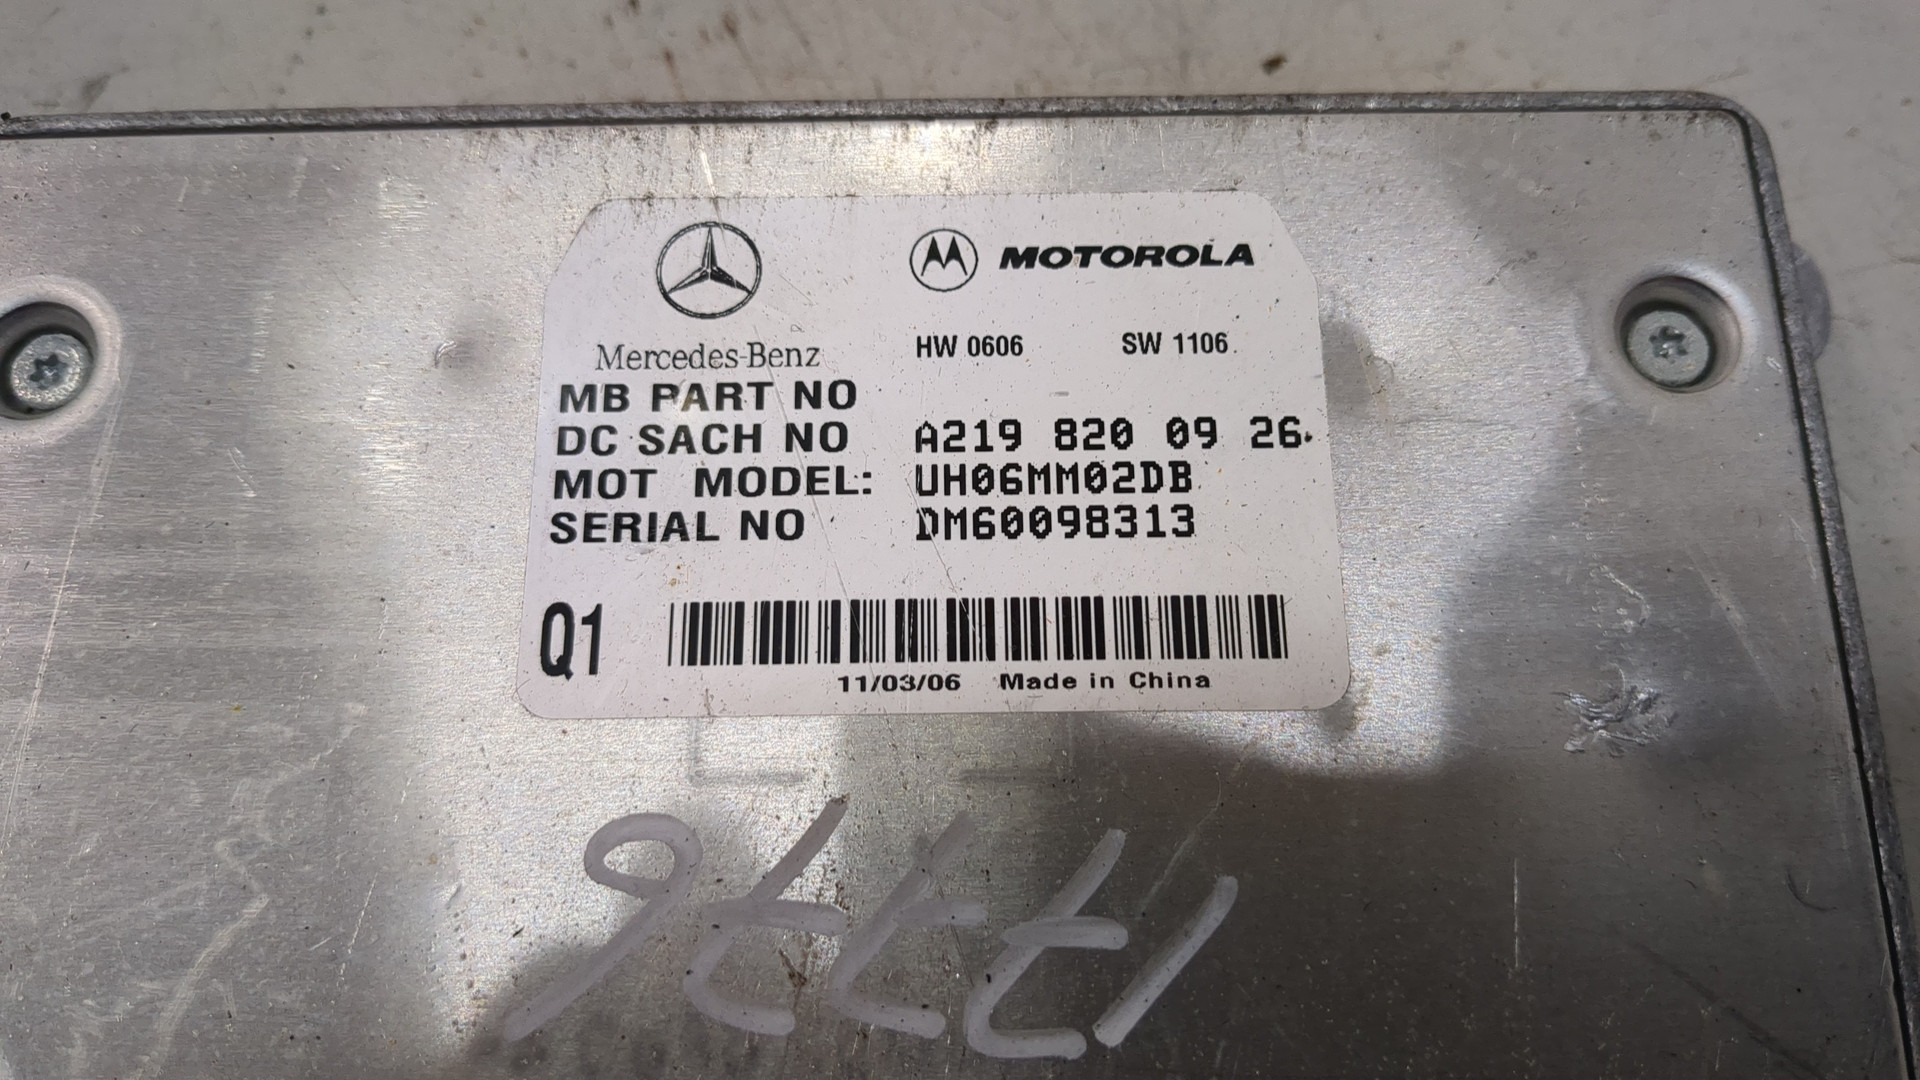 Mercedes-Benz
MOTOROLA
HW 0606 SW 1106
MB PART NO
DC SACH NO A219 820 09 26
MOT MODEL: UH06MM02DB
SERIAL NO DM60098313
Q1
11/03/06 Made in China
17776